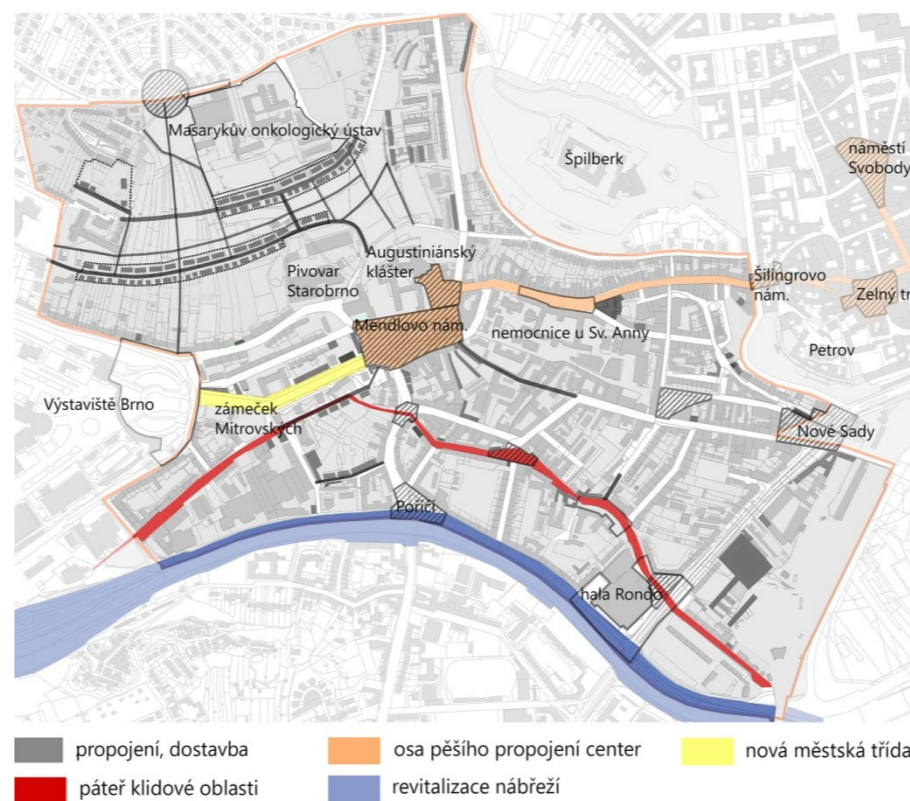 Masarykův onkologický ústav
Špilberk
náměstí
Svobody
Augustiniánský
klášter
Pivovar
Starobrno
Šilingrovo
nám.
Zelný tr
Mendlovo nám.
nemocnice u Sv. Anny
Petrov
Výstaviště Brno
zámeček
Mitrovských
Nové Sady
Poříčí
hala Rondo
propojení, dostavba
osa pěšího propojení center
nová městská třída
páteř klidové oblasti
revitalizace nábřeží